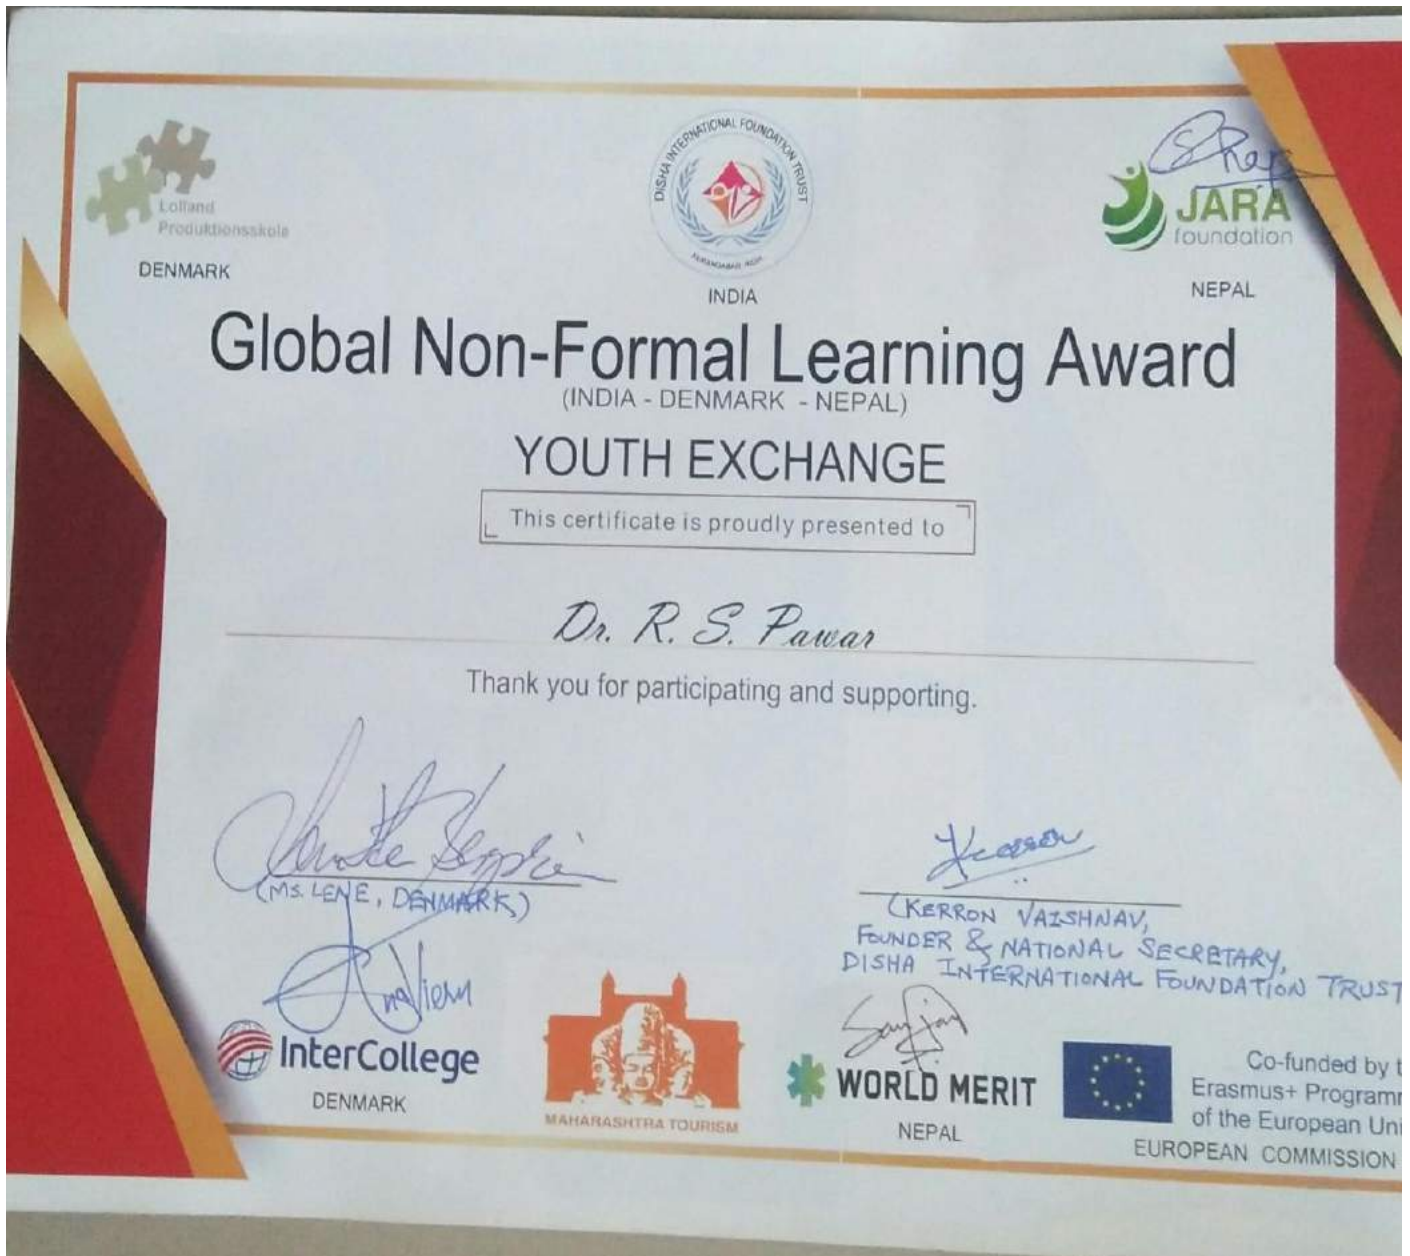 Lolland
Produktionsskole
DENMARK
DISHA INTERNATIONAL FOUNDATION TRUST
INDIA
JARA
foundation
NEPAL
Global Non-Formal Learning Award
(INDIA - DENMARK - NEPAL)
YOUTH EXCHANGE
This certificate is proudly presented to
Dr. R. S. Pawar
Thank you for participating and supporting.
(MS. LENE, DENMARK)
(KERRON VAISHNAV,
FOUNDER & NATIONAL SECRETARY,
DISHA INTERNATIONAL FOUNDATION TRUST
InterCollege
DENMARK
MAHARASHTRA TOURISM
WORLD MERIT
NEPAL
Co-funded by t
Erasmus+ Programm
of the European Uni
EUROPEAN COMMISSION